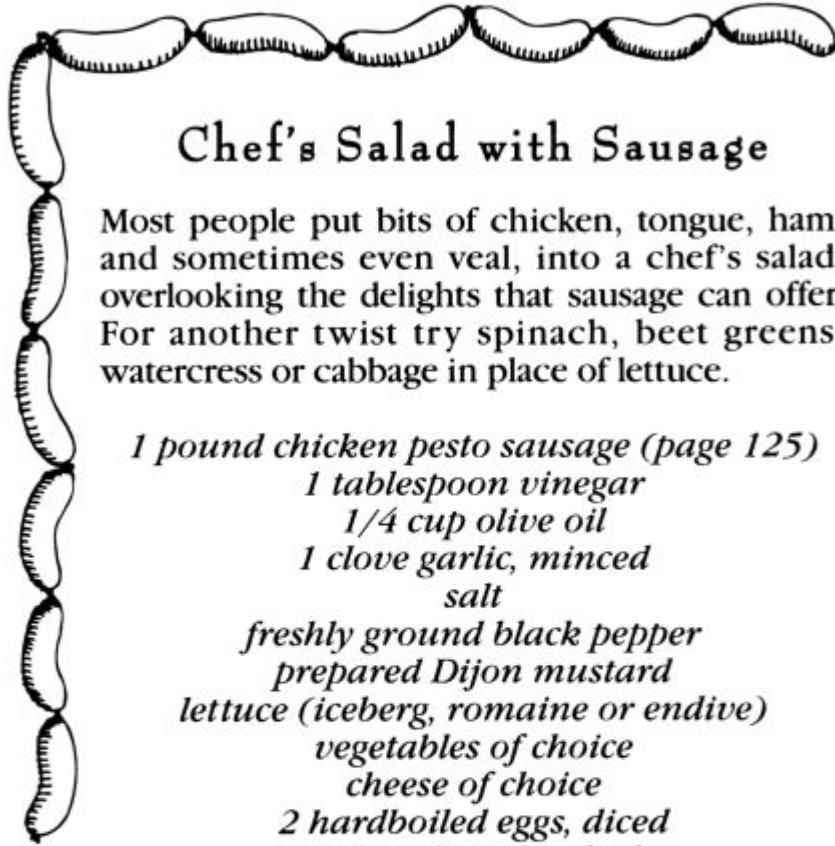 Chef's Salad with Sausage
Most people put bits of chicken, tongue, ham
and sometimes even veal, into a chef's salad
overlooking the delights that sausage can offer
For another twist try spinach, beet greens
watercress or cabbage in place of lettuce.
1 pound chicken pesto sausage (page 125)
1 tablespoon vinegar
1/4 cup olive oil
1 clove garlic, minced
salt
freshly ground black pepper
prepared Dijon mustard
lettuce (iceberg, romaine or endive)
vegetables of choice
cheese of choice
2 hardboiled eggs, diced